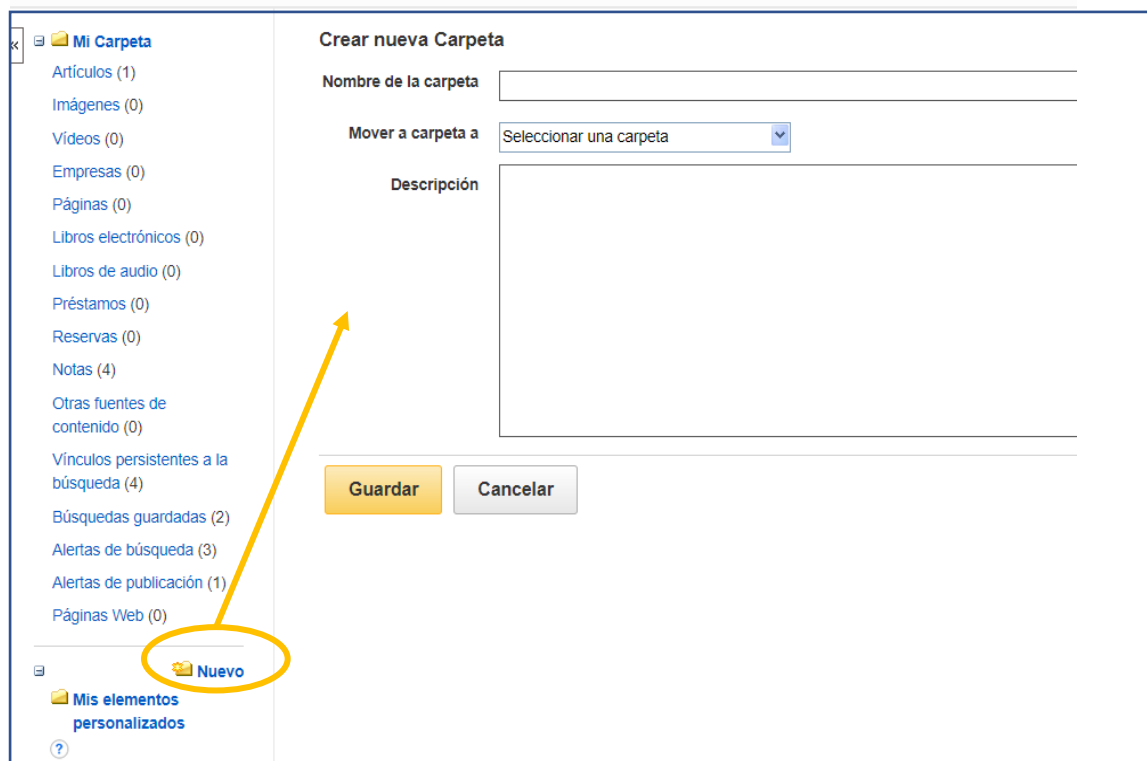 «
Mi Carpeta
Artículos (1)
Imágenes (0)
Vídeos (0)
Empresas (0)
Páginas (0)
Libros electrónicos (0)
Libros de audio (0)
Préstamos (0)
Reservas (0)
Notas (4)
Otras fuentes de
contenido (0)
Vínculos persistentes a la
búsqueda (4)
Búsquedas guardadas (2)
Alertas de búsqueda (3)
Alertas de publicación (1)
Páginas Web (0)
Nuevo
Mis elementos
personalizados
?
Crear nueva Carpeta
Nombre de la carpeta
Mover a carpeta a Seleccionar una carpeta
Descripción
Guardar Cancelar